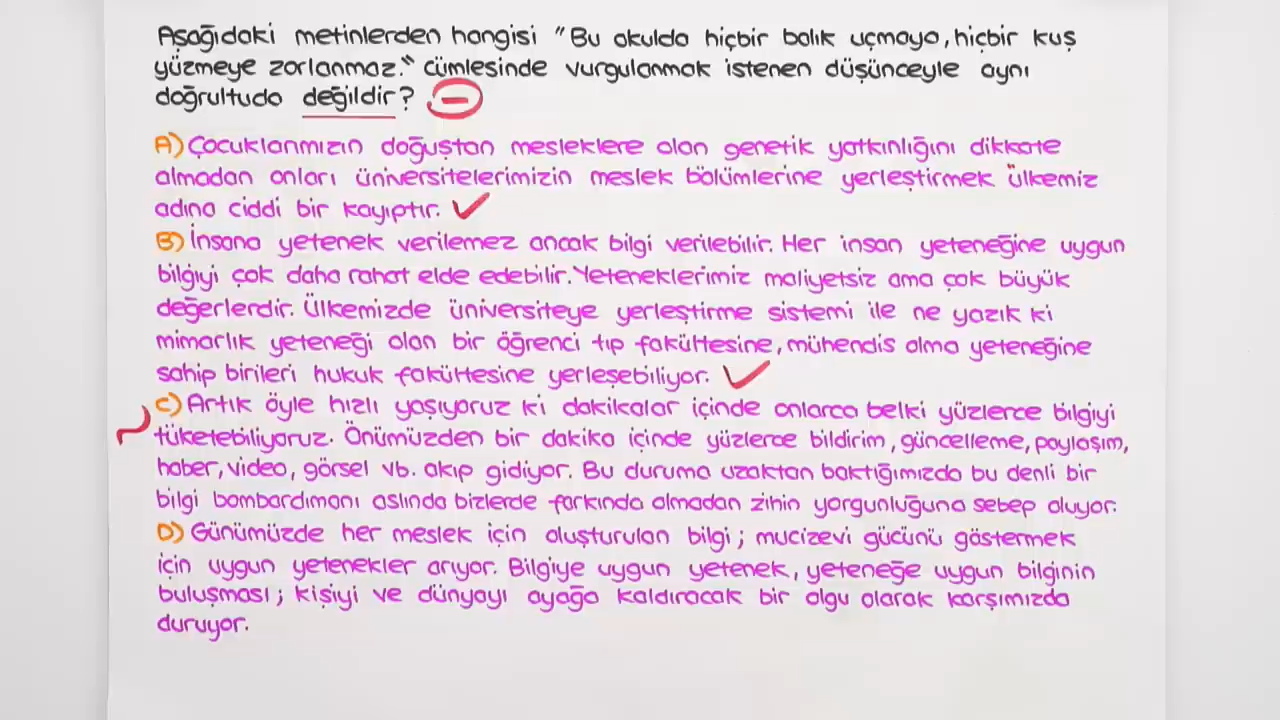 Aşağıdaki metinlerden hangisi "Bu okulda hiçbir balık uçmaya, hiçbir kuş
yüzmeye zorlanmaz." cümlesinde vurgulanmak istenen düşünceyle aynı
doğrultuda değildir? -
A) Çocuklarımızın doğuştan mesleklere olan genetik yatkınlığını dikkate
almadan onları üniversitelerimizin meslek bölümlerine yerleştirmek ülkemiz
adına ciddi bir kayıptır.
B) İnsana yetenek verilemez ancak bilgi verilebilir. Her insan yeteneğine uygun
bilgiyi çok daha rahat elde edebilir. Yeteneklerimiz maliyetsiz ama çok büyük
değerlerdir. Ülkemizde üniversiteye yerleştirme sistemi ile ne yazık ki
mimarlık yeteneği olan bir öğrenci tıp fakültesine, mühendis olma yeteneğine
sahip birileri hukuk fakültesine yerleşebiliyor.
C) Artık öyle hızlı yaşıyoruz ki dakikalar içinde onlarca belki yüzlerce bilgiyi
tüketebiliyoruz. Önümüzden bir dakika içinde yüzlerce bildirim, güncelleme, paylaşım,
haber, video, görsel vb. akıp gidiyor. Bu duruma uzaktan baktığımızda bu denli bir
bilgi bombardımanı aslında bizlerde farkında olmadan zihin yorgunluğuna sebep oluyor.
D) Günümüzde her meslek için oluşturulan bilgi; mucizevi gücünü göstermek
için uygun yetenekler arıyor. Bilgiye uygun yetenek, yeteneğe uygun bilginin
buluşması; kişiyi ve dünyayı ayağa kaldıracak bir olgu olarak karşımızda
duruyor.